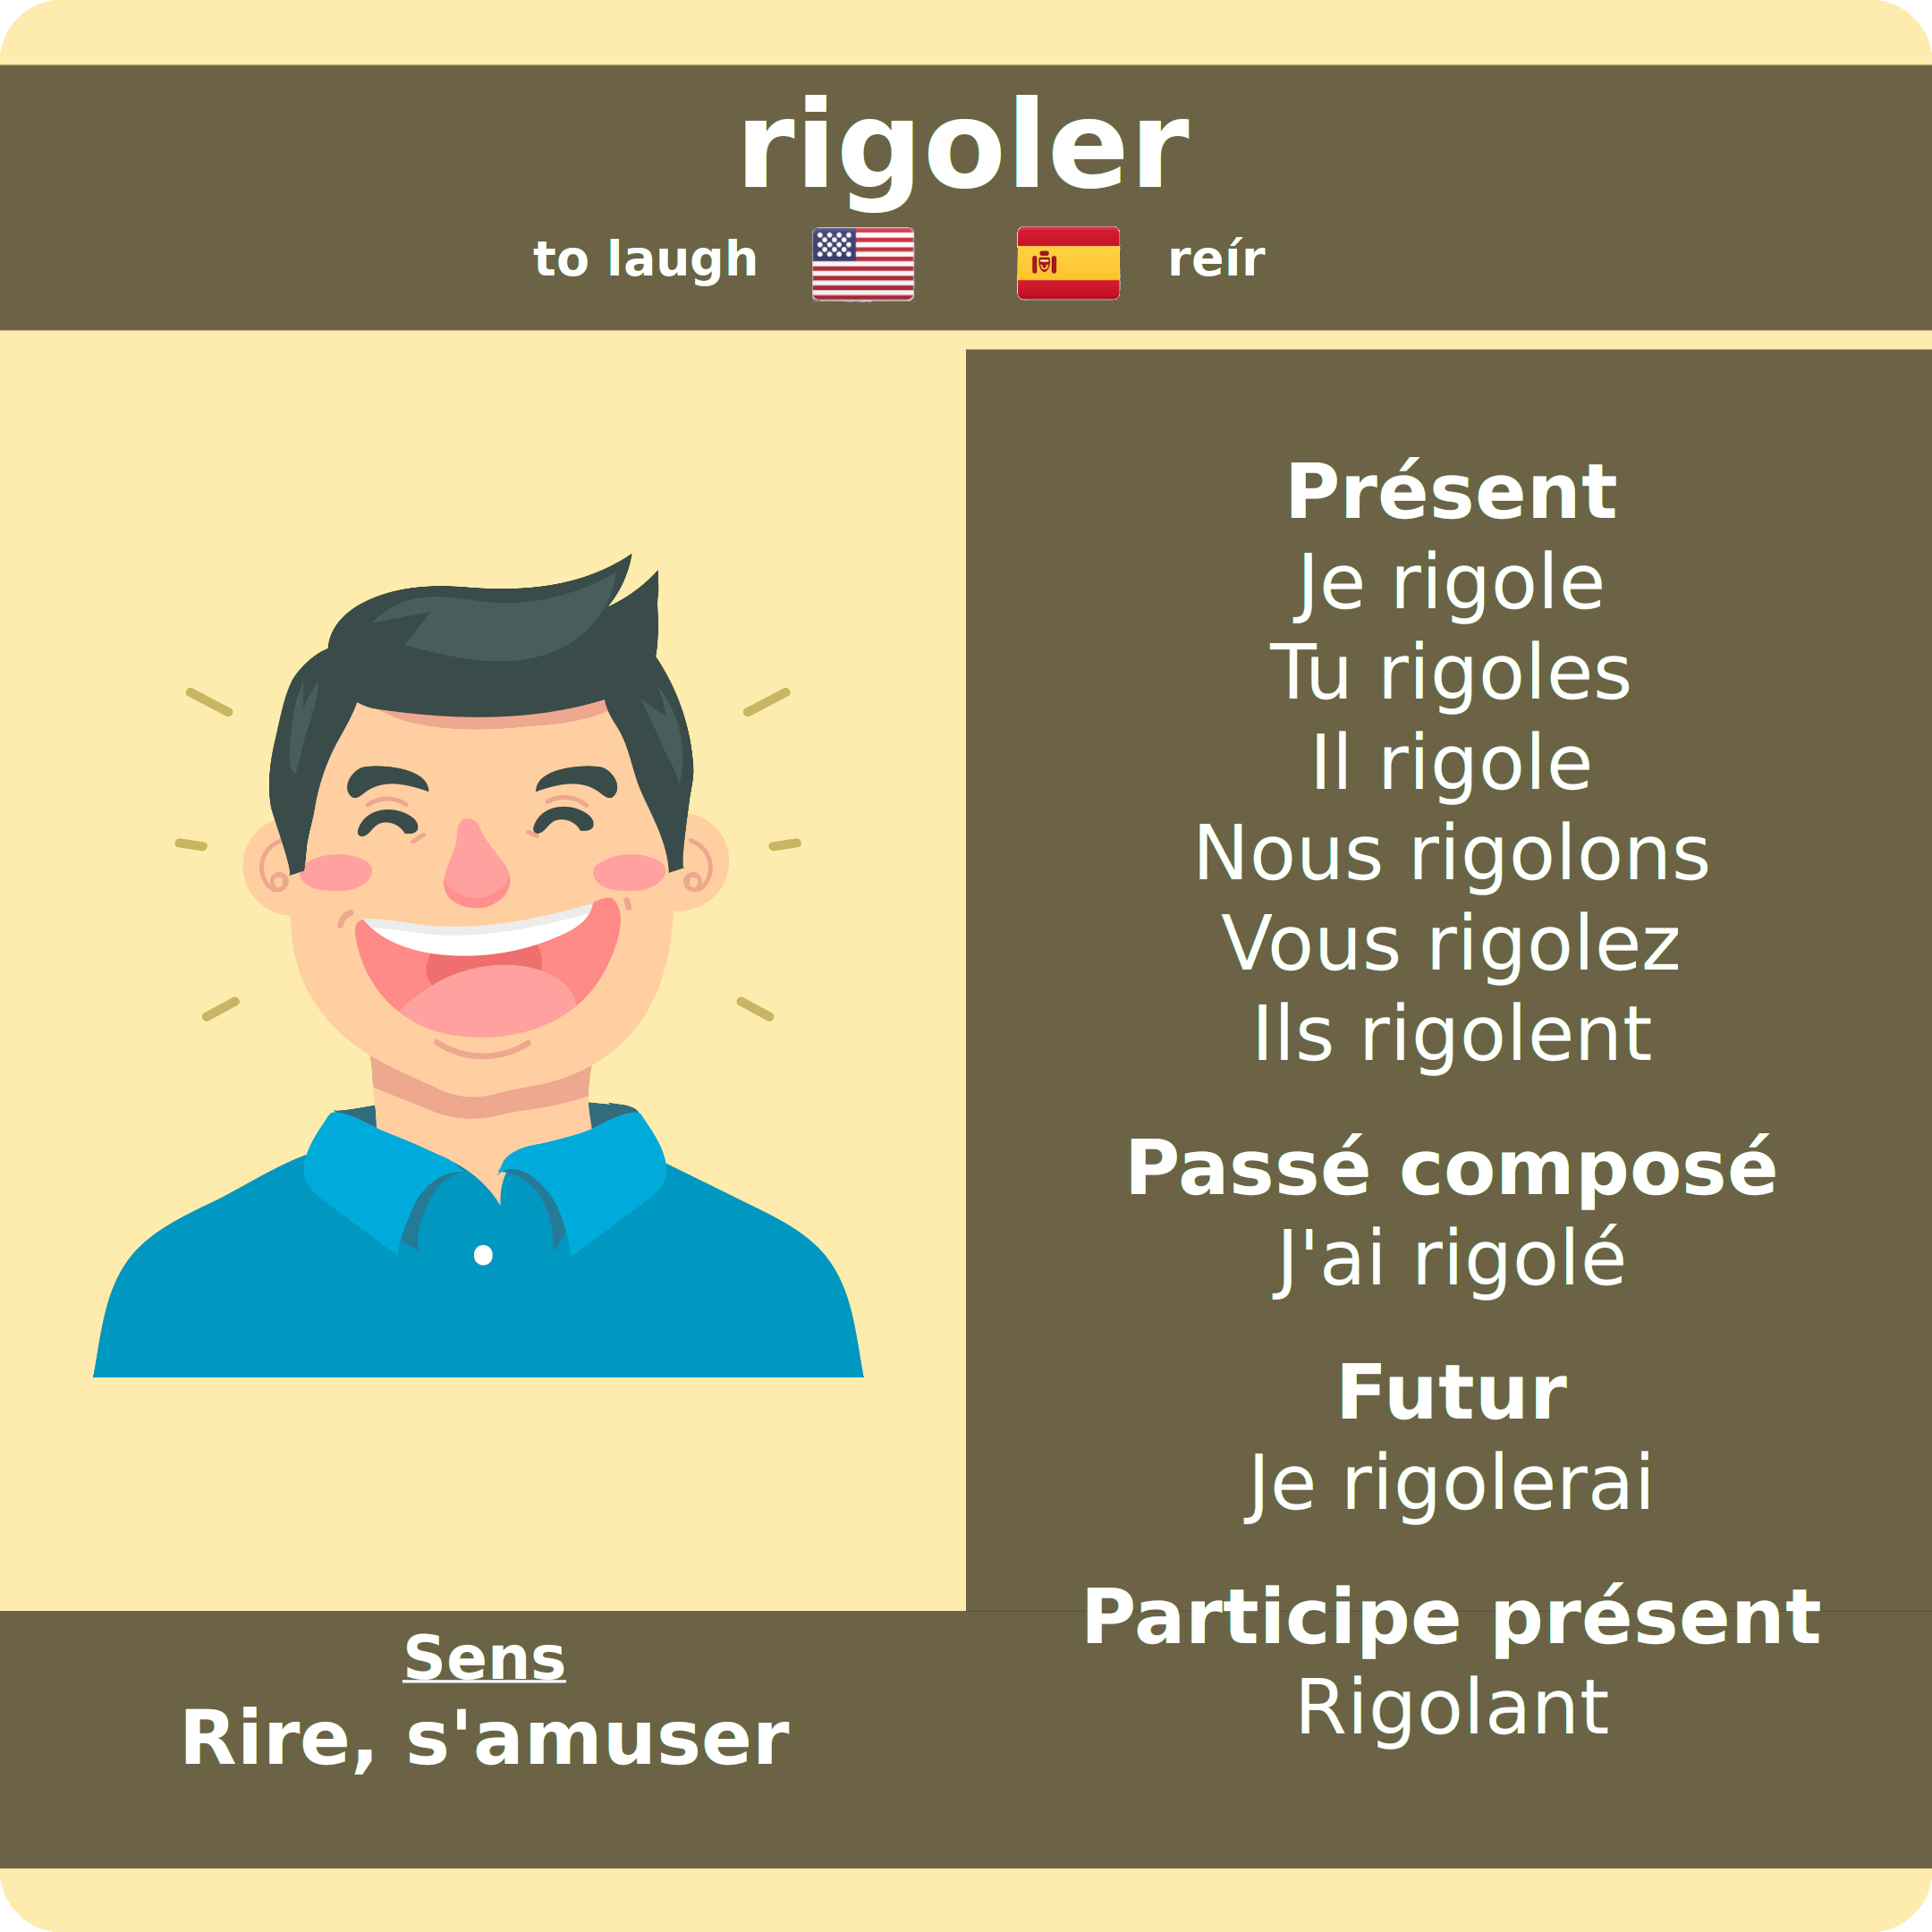 rigoler
to laugh
reír
Présent
Je rigole
Tu rigoles
Il rigole
Nous rigolons
Vous rigolez
Ils rigolent
Passé composé
J'ai rigolé
Futur
Je rigolerai
Participe présent
Rigolant
Sens
Rire, s'amuser